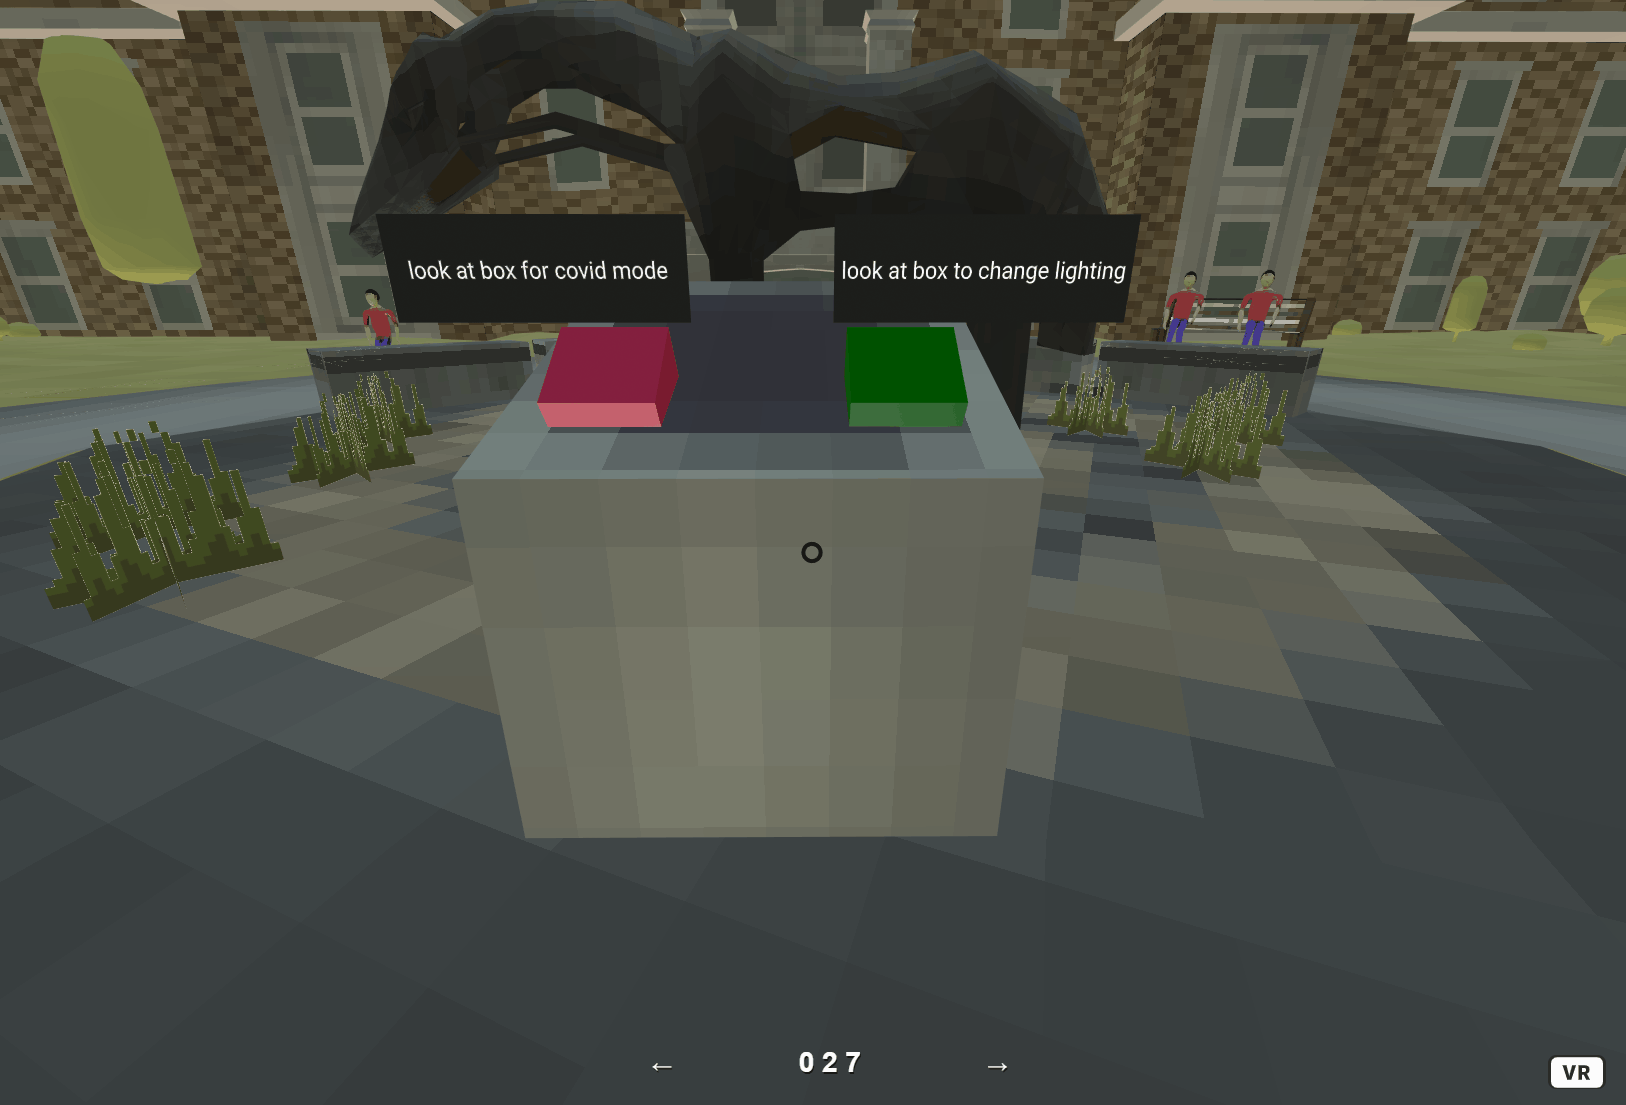 look at box for covid mode
look at box to change lighting
← 027 →
VR